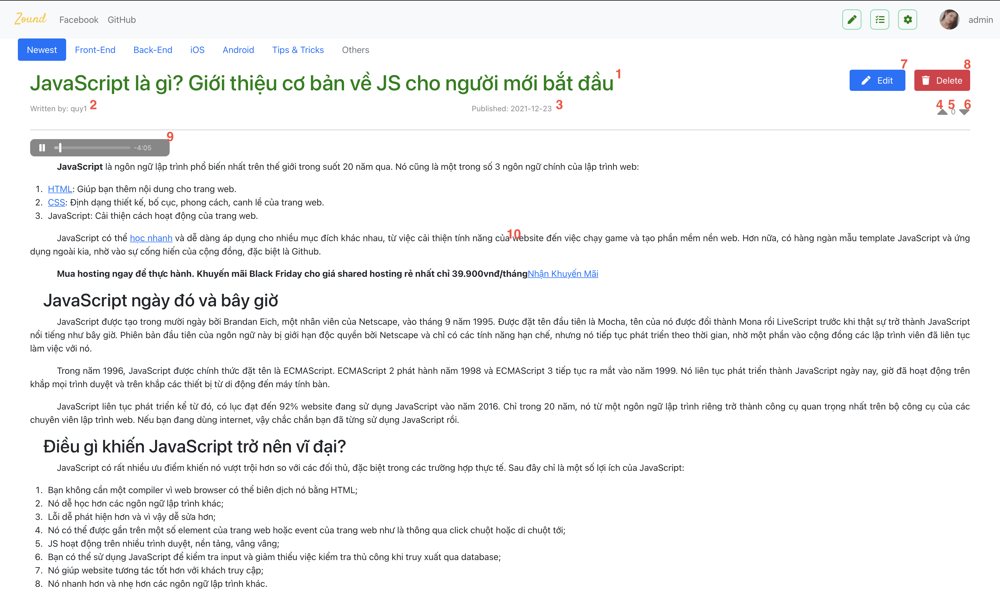 Zound Facebook GitHub admin
Newest Front-End Back-End iOS Android Tips & Tricks Others
JavaScript là gì? Giới thiệu cơ bản về JS cho người mới bắt đầu 1
7 Edit 8 Delete
Written by: quy1 2 Published: 2021-12-23 3 4 5 6
0
9
-4:05
JavaScript là ngôn ngữ lập trình phổ biến nhất trên thế giới trong suốt 20 năm qua. Nó cũng là một trong số 3 ngôn ngữ chính của lập trình web:
1. HTML: Giúp bạn thêm nội dung cho trang web.
2. CSS: Định dạng thiết kế, bố cục, phong cách, canh lề của trang web.
3. JavaScript: Cải thiện cách hoạt động của trang web.
10
JavaScript có thể học nhanh và dễ dàng áp dụng cho nhiều mục đích khác nhau, từ việc cải thiện tính năng của website đến việc chạy game và tạo phần mềm nền web. Hơn nữa, có hàng ngàn mẫu template JavaScript và ứng
dụng ngoài kia, nhờ vào sự cống hiến của cộng đồng, đặc biệt là Github.
Mua hosting ngay để thực hành. Khuyến mãi Black Friday cho giá shared hosting rẻ nhất chỉ 39.900vnđ/thángNhận Khuyến Mãi
JavaScript ngày đó và bây giờ
JavaScript được tạo trong mười ngày bởi Brandan Eich, một nhân viên của Netscape, vào tháng 9 năm 1995. Được đặt tên đầu tiên là Mocha, tên của nó được đổi thành Mona rồi LiveScript trước khi thật sự trở thành JavaScript
nổi tiếng như bây giờ. Phiên bản đầu tiên của ngôn ngữ này bị giới hạn độc quyền bởi Netscape và chỉ có các tính năng hạn chế, nhưng nó tiếp tục phát triển theo thời gian, nhờ một phần vào cộng đồng các lập trình viên đã liên tục
làm việc với nó.
Trong năm 1996, JavaScript được chính thức đặt tên là ECMAScript. ECMAScript 2 phát hành năm 1998 và ECMAScript 3 tiếp tục ra mắt vào năm 1999. Nó liên tục phát triển thành JavaScript ngày nay, giờ đã hoạt động trên
khắp mọi trình duyệt và trên khắp các thiết bị từ di động đến máy tính bàn.
JavaScript liên tục phát triển kể từ đó, có lục đạt đến 92% website đang sử dụng JavaScript vào năm 2016. Chỉ trong 20 năm, nó từ một ngôn ngữ lập trình riêng trở thành công cụ quan trọng nhất trên bộ công cụ của các
chuyên viên lập trình web. Nếu bạn đang dùng internet, vậy chắc chắn bạn đã từng sử dụng JavaScript rồi.
Điều gì khiến JavaScript trở nên vĩ đại?
JavaScript có rất nhiều ưu điểm khiến nó vượt trội hơn so với các đối thủ, đặc biệt trong các trường hợp thực tế. Sau đây chỉ là một số lợi ích của JavaScript:
1. Bạn không cần một compiler vì web browser có thể biên dịch nó bằng HTML;
2. Nó dễ học hơn các ngôn ngữ lập trình khác;
3. Lỗi dễ phát hiện hơn và vì vậy dễ sửa hơn;
4. Nó có thể được gắn trên một số element của trang web hoặc event của trang web như là thông qua click chuột hoặc di chuột tới;
5. JS hoạt động trên nhiều trình duyệt, nền tảng, vâng vâng;
6. Bạn có thể sử dụng JavaScript để kiểm tra input và giảm thiểu việc kiểm tra thủ công khi truy xuất qua database;
7. Nó giúp website tương tác tốt hơn với khách truy cập;
8. Nó nhanh hơn và nhẹ hơn các ngôn ngữ lập trình khác.